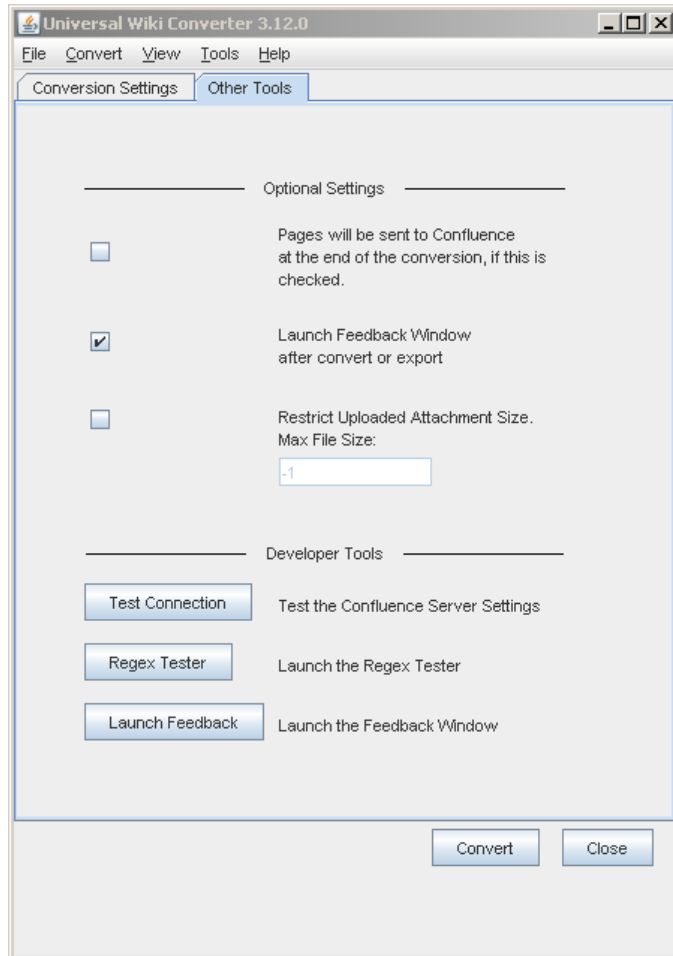 Universal Wiki Converter 3.12.0
File Convert View Tools Help
Conversion Settings Other Tools
Optional Settings
Pages will be sent to Confluence
at the end of the conversion, if this is
checked.
Launch Feedback Window
after convert or export
Restrict Uploaded Attachment Size.
Max File Size:
-1
Developer Tools
Test Connection Test the Confluence Server Settings
Regex Tester Launch the Regex Tester
Launch Feedback Launch the Feedback Window
Convert Close